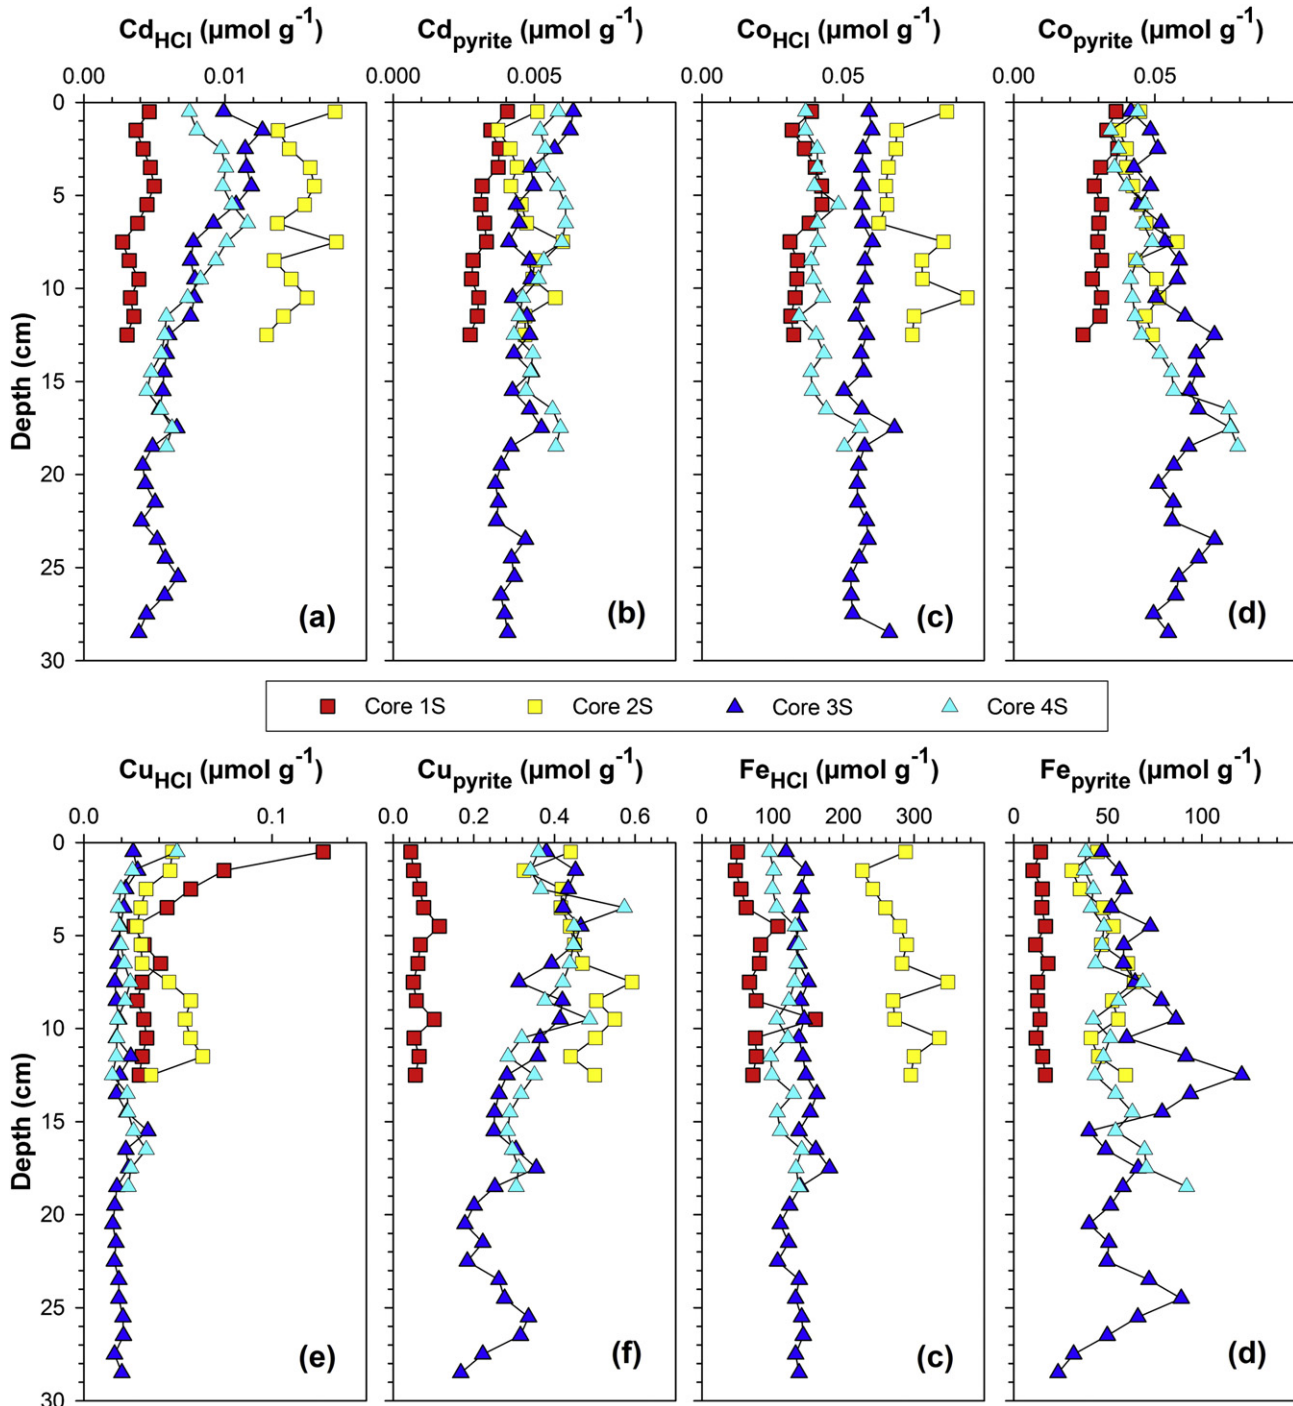 Cd_HCl (µmol g⁻¹) Cd_pyrite (µmol g⁻¹) Co_HCl (µmol g⁻¹) Co_pyrite (µmol g⁻¹)
0.00 0.01 0.000 0.005 0.00 0.05 0.00 0.05
0
5
10
15
20
25
30
Depth (cm)
(a) (b) (c) (d)
Core 1S Core 2S Core 3S Core 4S
Cu_HCl (µmol g⁻¹) Cu_pyrite (µmol g⁻¹) Fe_HCl (µmol g⁻¹) Fe_pyrite (µmol g⁻¹)
0.0 0.1 0.0 0.2 0.4 0.6 0 100 200 300 0 50 100
0
5
10
15
20
25
30
Depth (cm)
(e) (f) (c) (d)